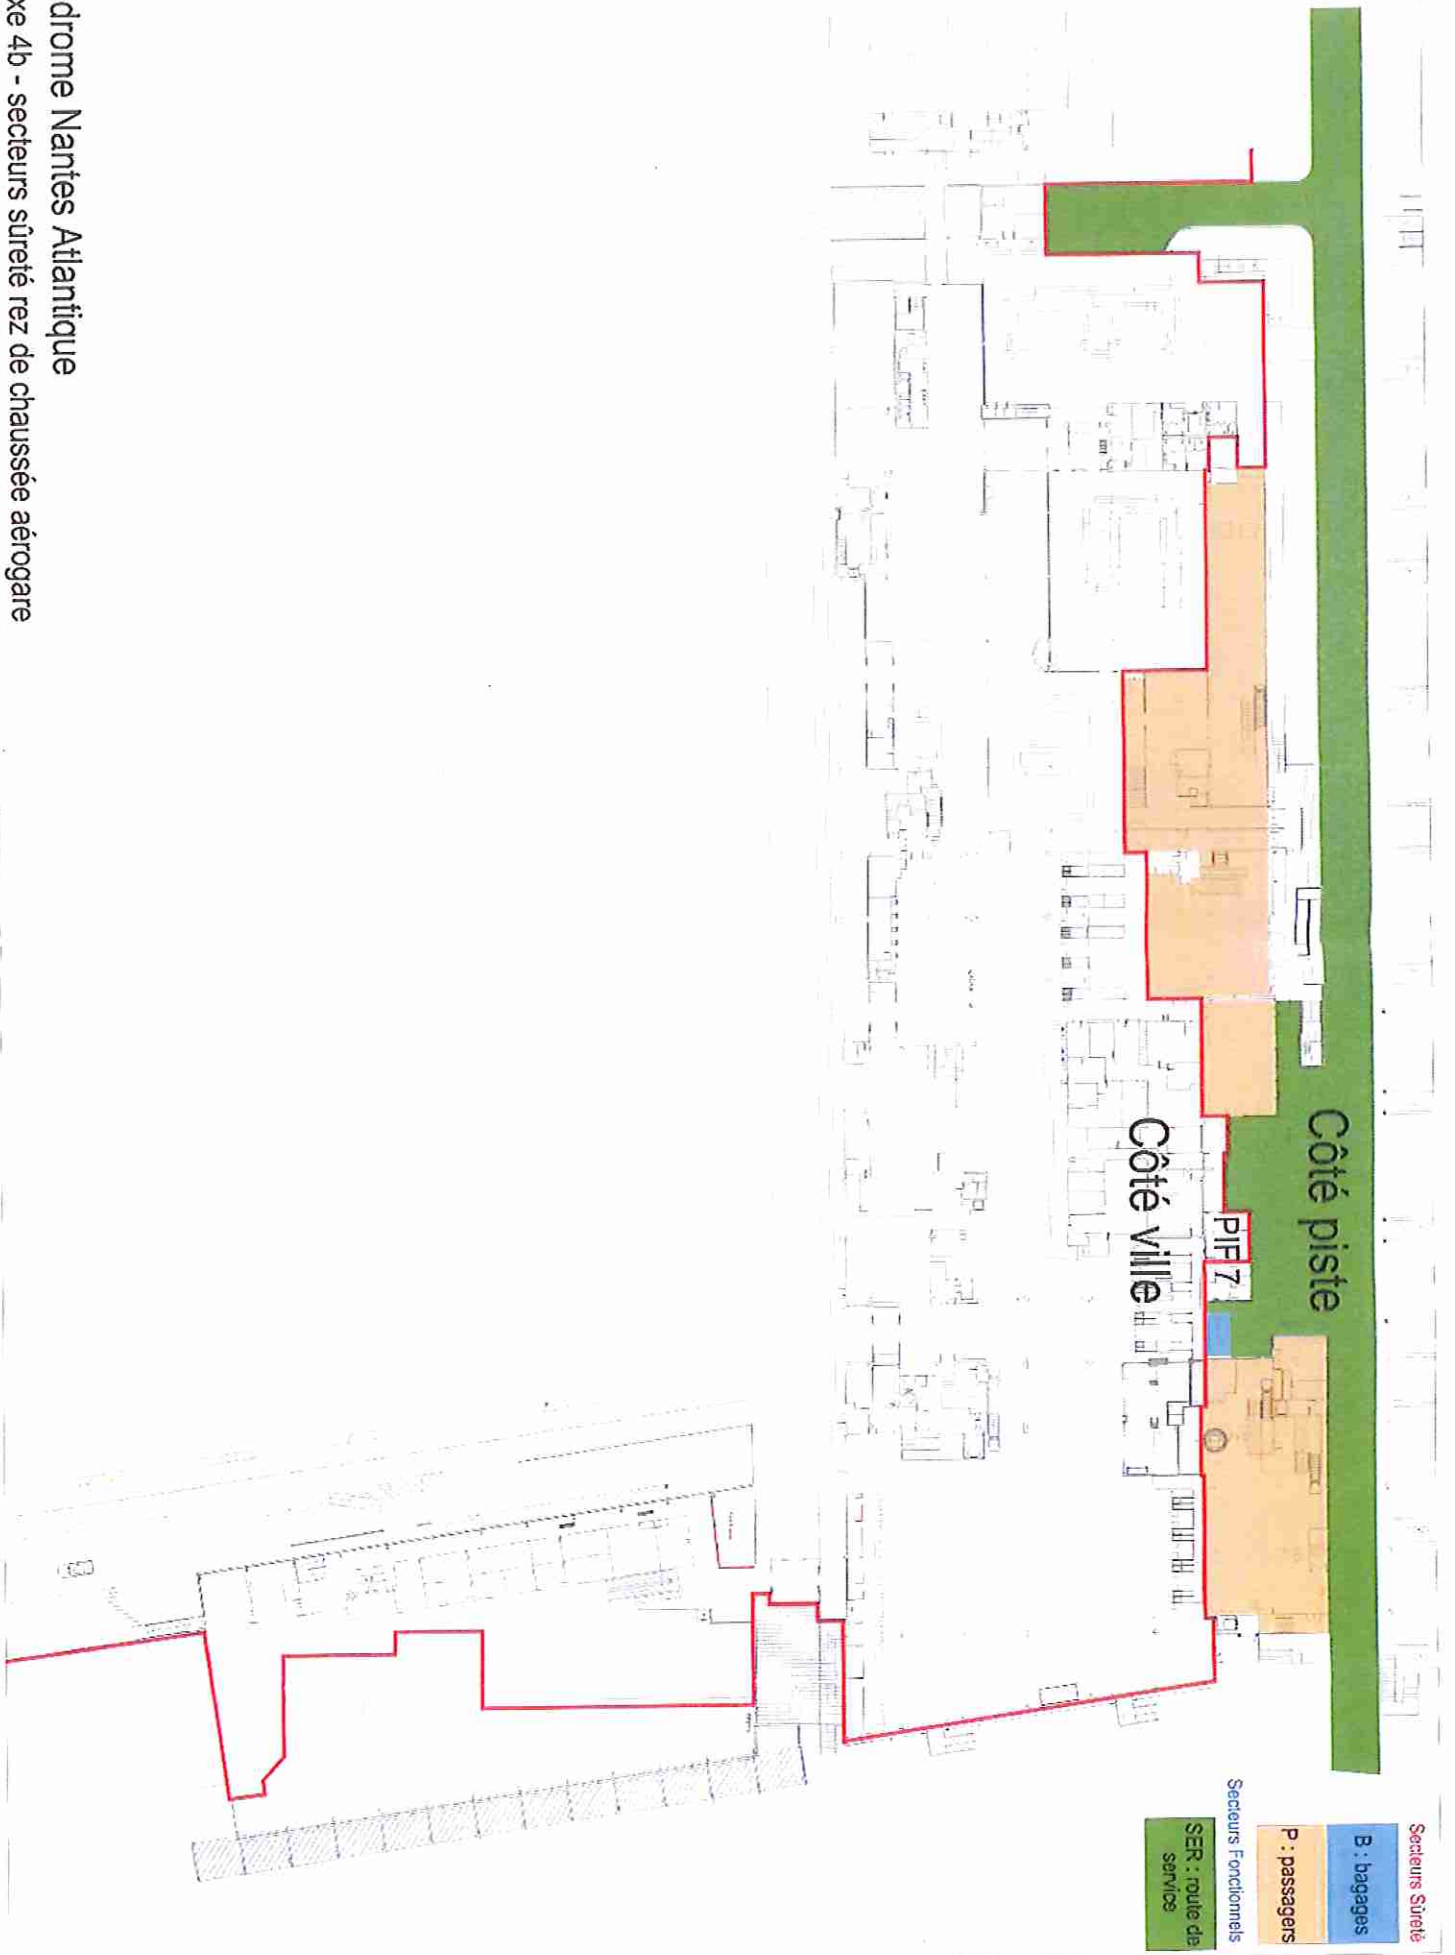 Secteurs Sûreté
B : bagages
P : passagers
Secteurs Fonctionnels
SER : route de
service
Côté piste
PIF 7
Côté ville
drome Nantes Atlantique
xe 4b - secteurs sûreté rez de chaussée aérogare